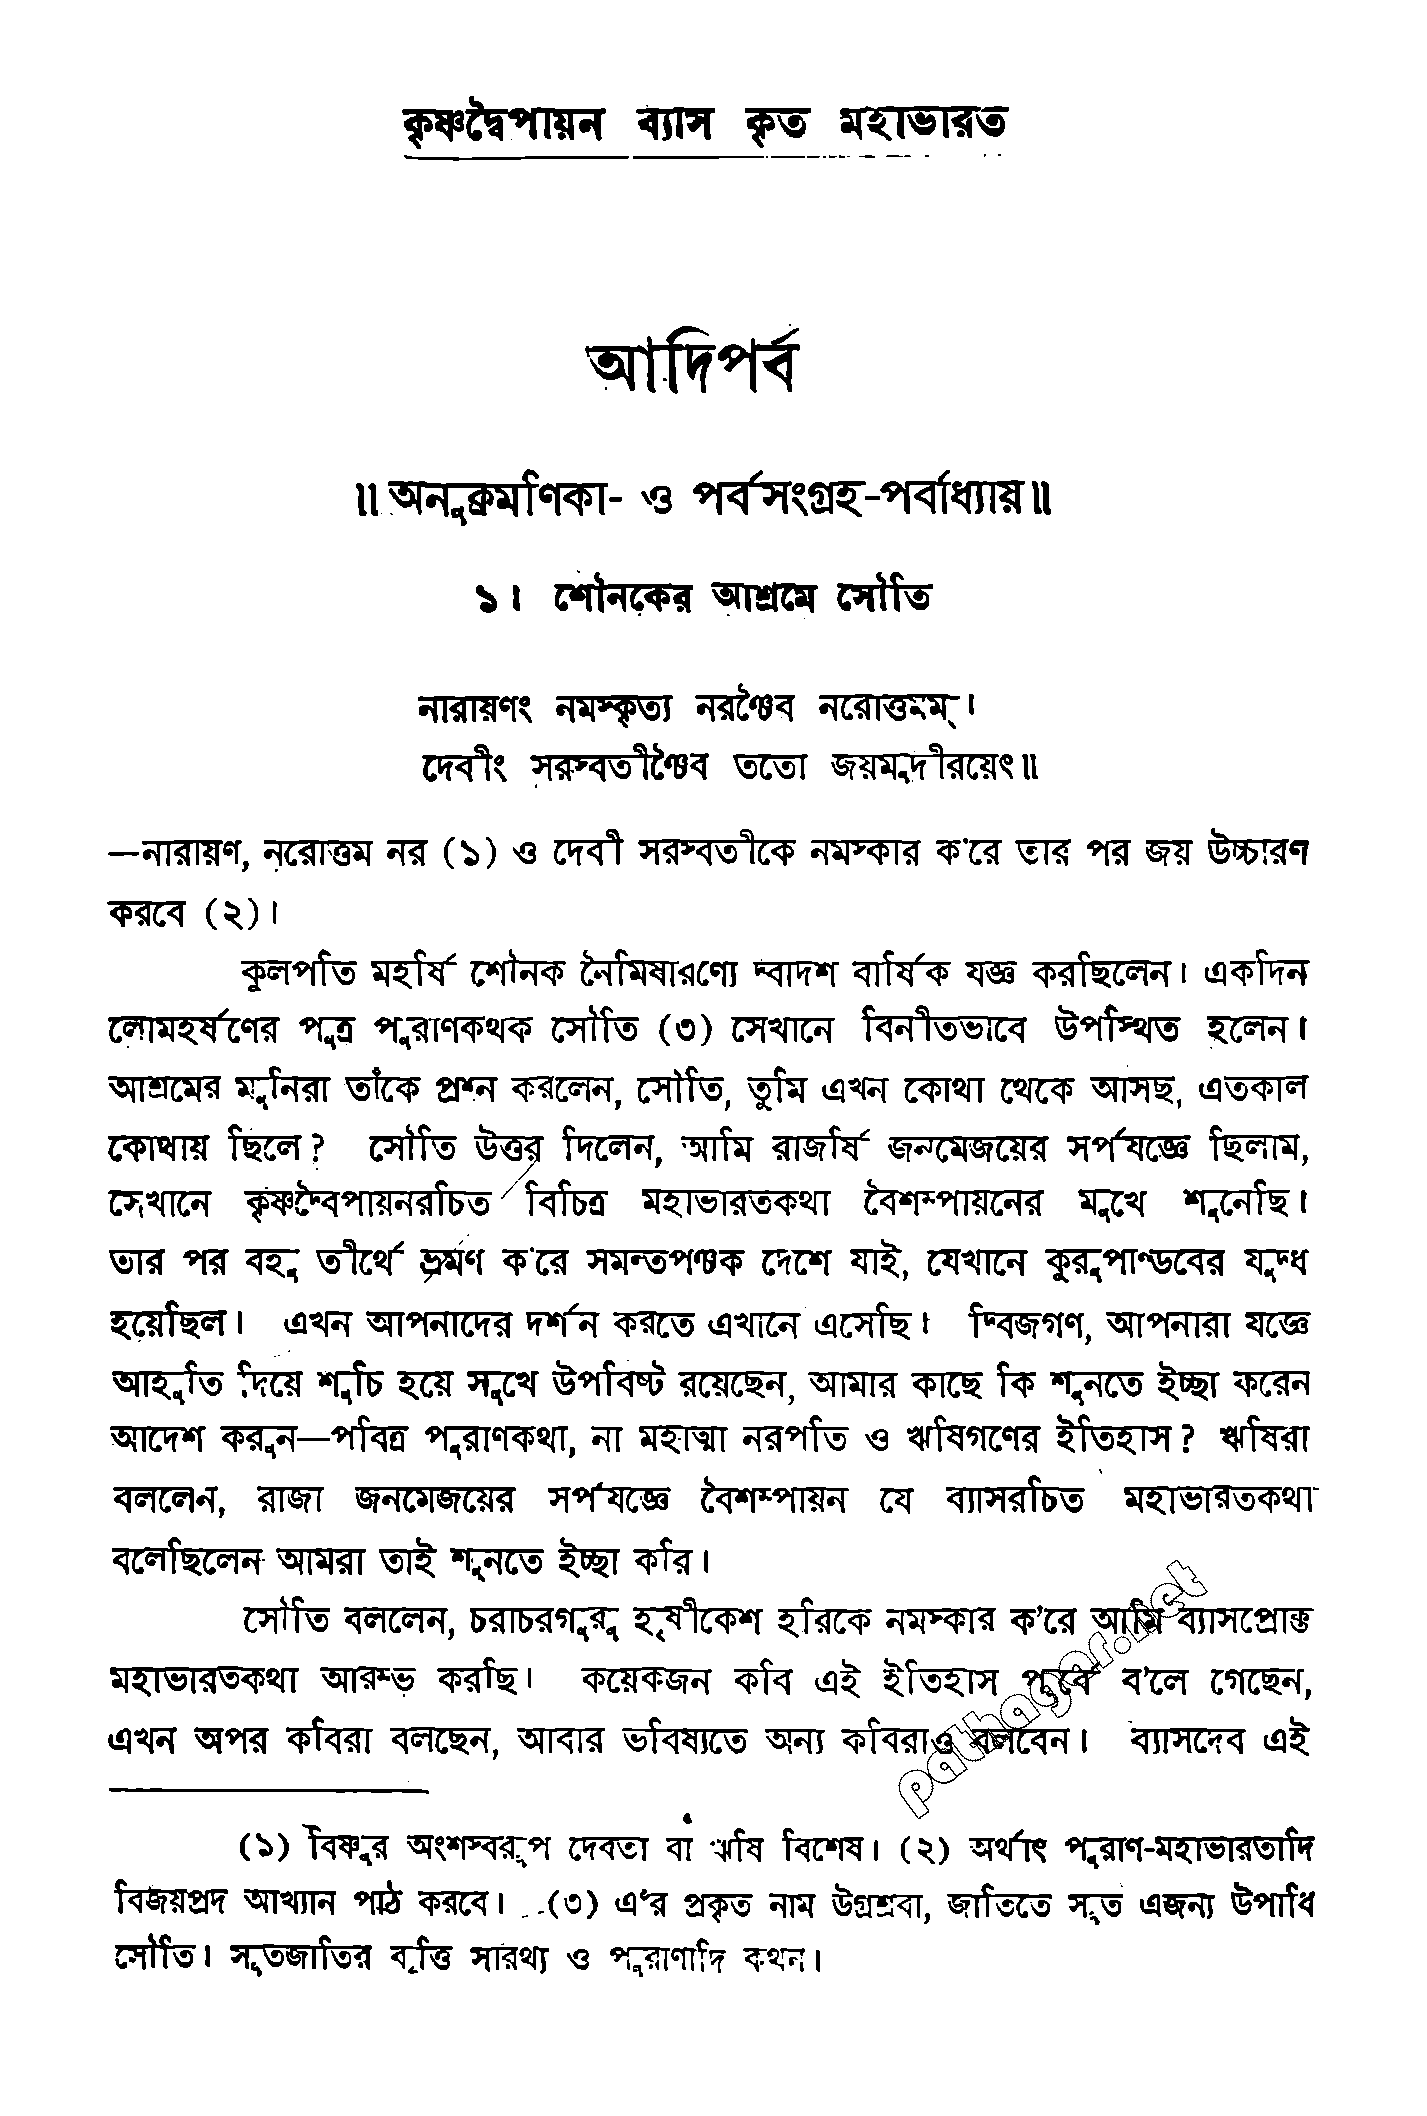 কৃষ্ণদ্বৈপায়ন ব্যাস কৃত মহাভারত
আদিপর্ব
॥ অনুক্রমণিকা- ও পর্বসংগ্রহ-পর্বাধ্যায়॥
১। শৌনকের আশ্রমে সৌতি
নারায়ণং নমস্কৃত্য নরঞ্চৈব নরোত্তমম্।
দেবীং সরস্বতীঞ্চৈব ততো জয়মুদীরয়েৎ॥
—নারায়ণ, নরোত্তম নর (১) ও দেবী সরস্বতীকে নমস্কার ক'রে তার পর জয় উচ্চারণ
করবে (২)।
কুলপতি মহর্ষি শৌনক নৈমিষারণ্যে দ্বাদশ বার্ষিক যজ্ঞ করছিলেন। একদিন
লোমহর্ষণের পুত্র পুরাণকথক সৌতি (৩) সেখানে বিনীতভাবে উপস্থিত হলেন।
আশ্রমের মুনিরা তাঁকে প্রশ্ন করলেন, সৌতি, তুমি এখন কোথা থেকে আসছ, এতকাল
কোথায় ছিলে? সৌতি উত্তর দিলেন, আমি রাজর্ষি জনমেজয়ের সর্পযজ্ঞে ছিলাম,
সেখানে কৃষ্ণদ্বৈপায়নরচিত বিচিত্র মহাভারতকথা বৈশম্পায়নের মুখে শুনেছি।
তার পর বহু তীর্থে ভ্রমণ ক'রে সমন্তপঞ্চক দেশে যাই, যেখানে কুরুপাণ্ডবের যুদ্ধ
হয়েছিল। এখন আপনাদের দর্শন করতে এখানে এসেছি। দ্বিজগণ, আপনারা যজ্ঞে
আহুতি দিয়ে শুচি হয়ে সুখে উপবিষ্ট রয়েছেন, আমার কাছে কি শুনতে ইচ্ছা করেন
আদেশ করুন—পবিত্র পুরাণকথা, না মহাত্মা নরপতি ও ঋষিগণের ইতিহাস? ঋষিরা
বললেন, রাজা জনমেজয়ের সর্পযজ্ঞে বৈশম্পায়ন যে ব্যাসরচিত মহাভারতকথা
বলেছিলেন আমরা তাই শুনতে ইচ্ছা করি।
সৌতি বললেন, চরাচরগুরু হৃষীকেশ হরিকে নমস্কার ক'রে আমি ব্যাসপ্রোক্ত
মহাভারতকথা আরম্ভ করছি। কয়েকজন কবি এই ইতিহাস পূর্বে ব'লে গেছেন,
এখন অপর কবিরা বলছেন, আবার ভবিষ্যতে অন্য কবিরাও বলবেন। ব্যাসদেব এই
pathagar.net
(১) বিষ্ণুর অংশস্বরূপ দেবতা বা ঋষি বিশেষ। (২) অর্থাৎ পুরাণ-মহাভারতাদি
বিজয়প্রদ আখ্যান পাঠ করবে। (৩) এ'র প্রকৃত নাম উগ্রশ্রবা, জাতিতে সূত এজন্য উপাধি
সৌতি। সূতজাতির বৃত্তি সারথ্য ও পুরাণাদি কথন।